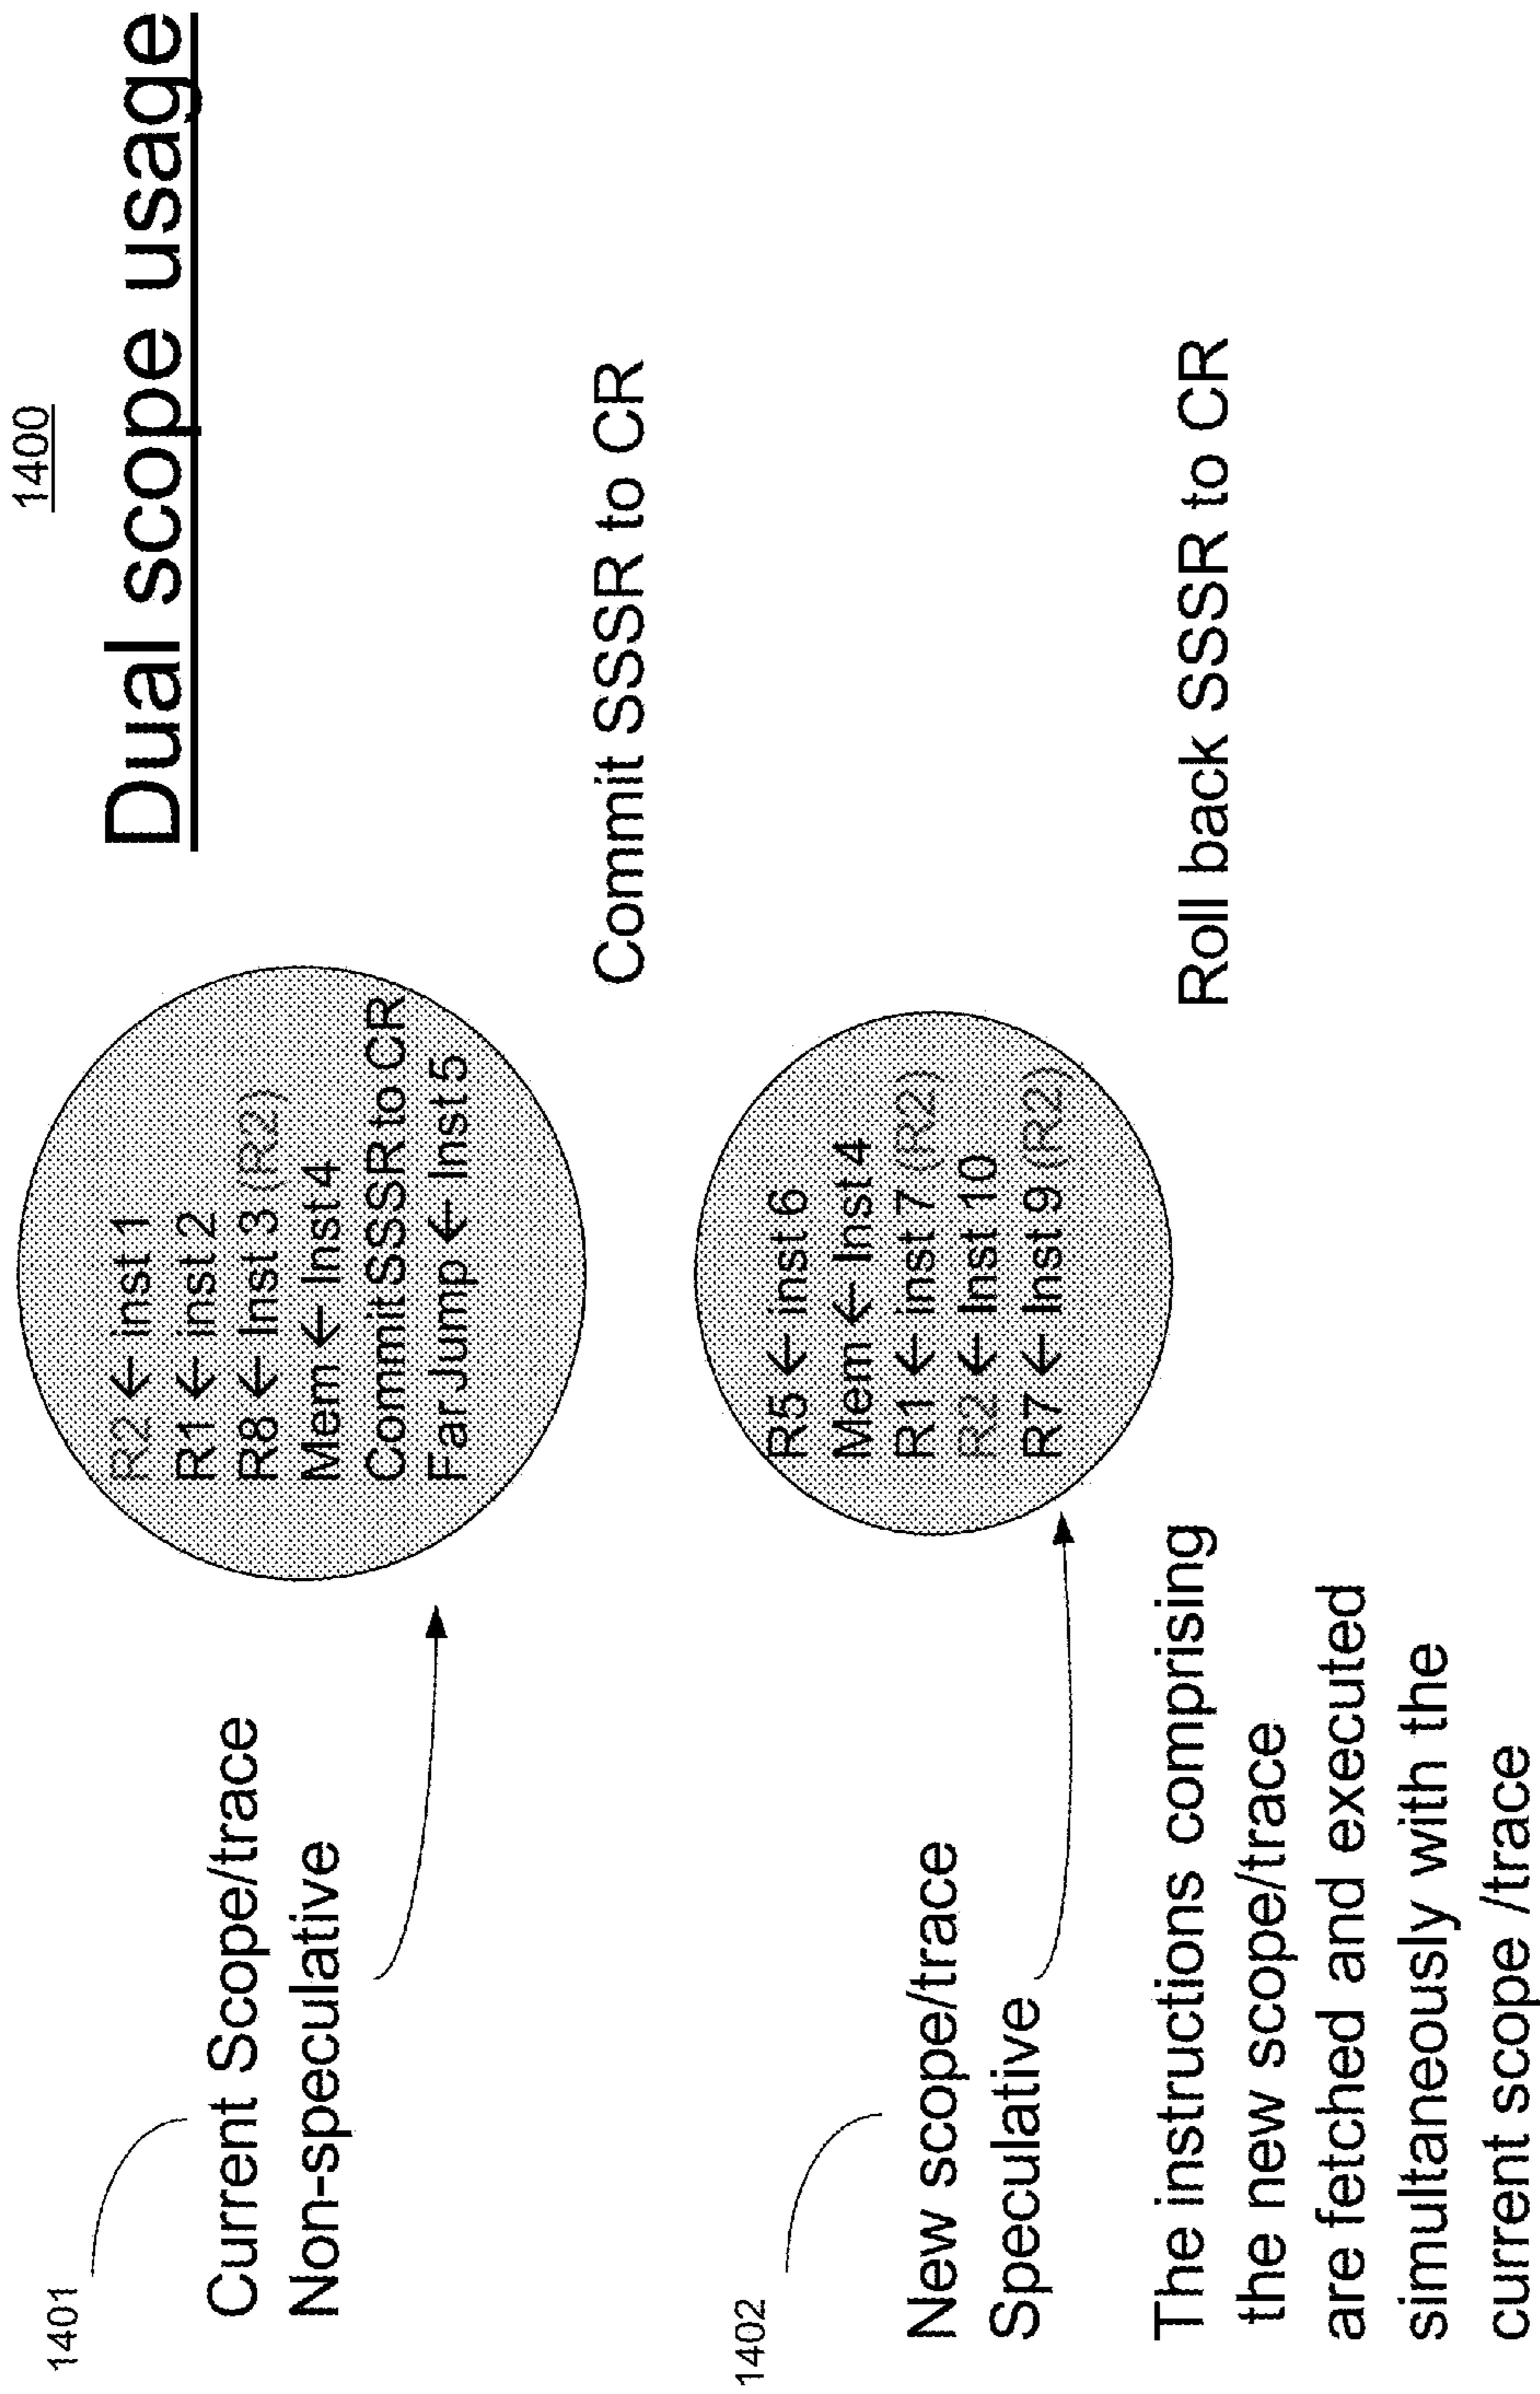 1400
Dual scope usage
1401
Current Scope/trace
Non-speculative
R2 ← inst 1
R1 ← inst 2
R8 ← Inst 3 (R2)
Mem ← Inst 4
Commit SSSR to CR
Far Jump ← Inst 5
Commit SSSR to CR
1402
New scope/trace
Speculative
R5 ← inst 6
Mem ← Inst 4
R1 ← inst 7 (R2)
R2 ← Inst 10
R7 ← Inst 9 (R2)
Roll back SSSR to CR
The instructions comprising
the new scope/trace
are fetched and executed
simultaneously with the
current scope /trace